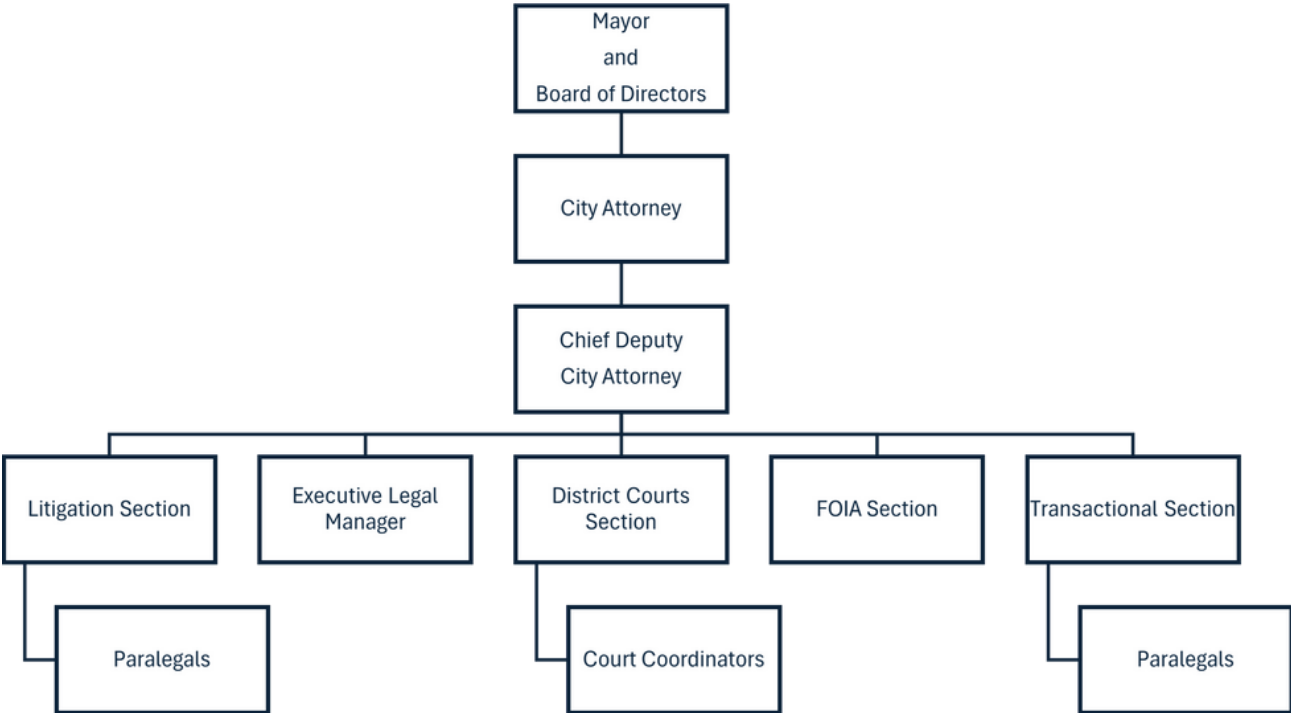 Mayor
and
Board of Directors
City Attorney
Chief Deputy
City Attorney
Litigation Section
Executive Legal
Manager
District Courts
Section
FOIA Section
Transactional Section
Paralegals
Court Coordinators
Paralegals